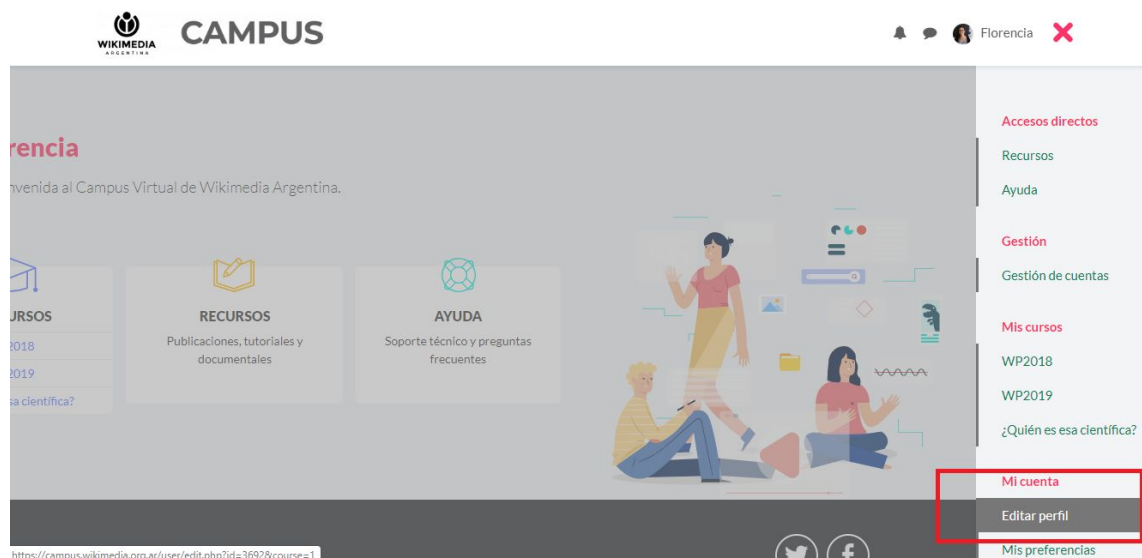 WIKIMEDIA
ARGENTINA
CAMPUS
Florencia
rencia
nvenida al Campus Virtual de Wikimedia Argentina.
URSOS
2018
2019
sa científica?
RECURSOS
Publicaciones, tutoriales y
documentales
AYUDA
Soporte técnico y preguntas
frecuentes
Accesos directos
Recursos
Ayuda
Gestión
Gestión de cuentas
Mis cursos
WP2018
WP2019
¿Quién es esa científica?
Mi cuenta
Editar perfil
Mis preferencias
https://campus.wikimedia.org.ar/user/edit.php?id=3692&course=1